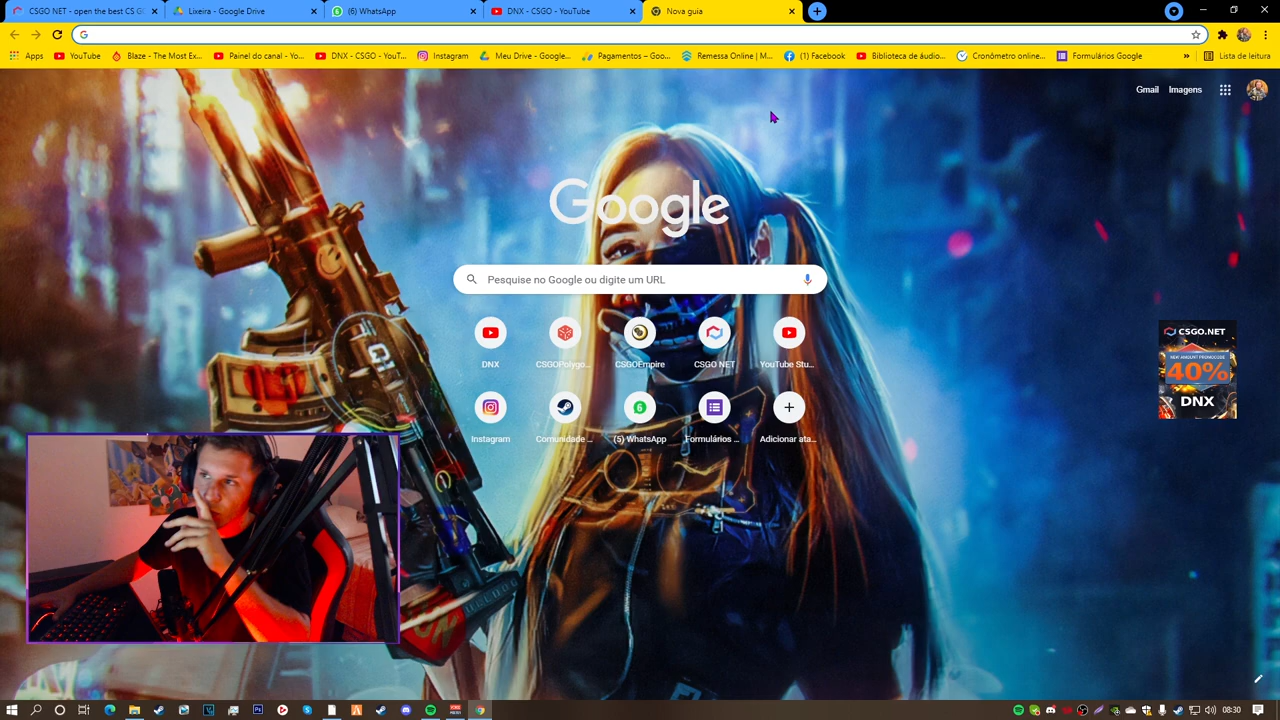 CSGO NET - open the best CS GO
Lixeira - Google Drive
(6) WhatsApp
DNX - CSGO - YouTube
Nova guia
Apps
YouTube
Blaze - The Most Ex...
Painel do canal - Yo...
DNX - CSGO - YouT...
Instagram
Meu Drive - Google...
Pagamentos – Goo...
Remessa Online | M...
(1) Facebook
Biblioteca de áudio...
Cronômetro online...
Formulários Google
»
Lista de leitura
Gmail
Imagens
Google
Pesquise no Google ou digite um URL
DNX
CSGOPolygo...
CSGOEmpire
CSGO NET
YouTube Stu...
Instagram
Comunidade ...
(5) WhatsApp
Formulários ...
Adicionar ata...
CSGO.NET
NEW AMOUNT PROMOCODE
40%
DNX
08:30